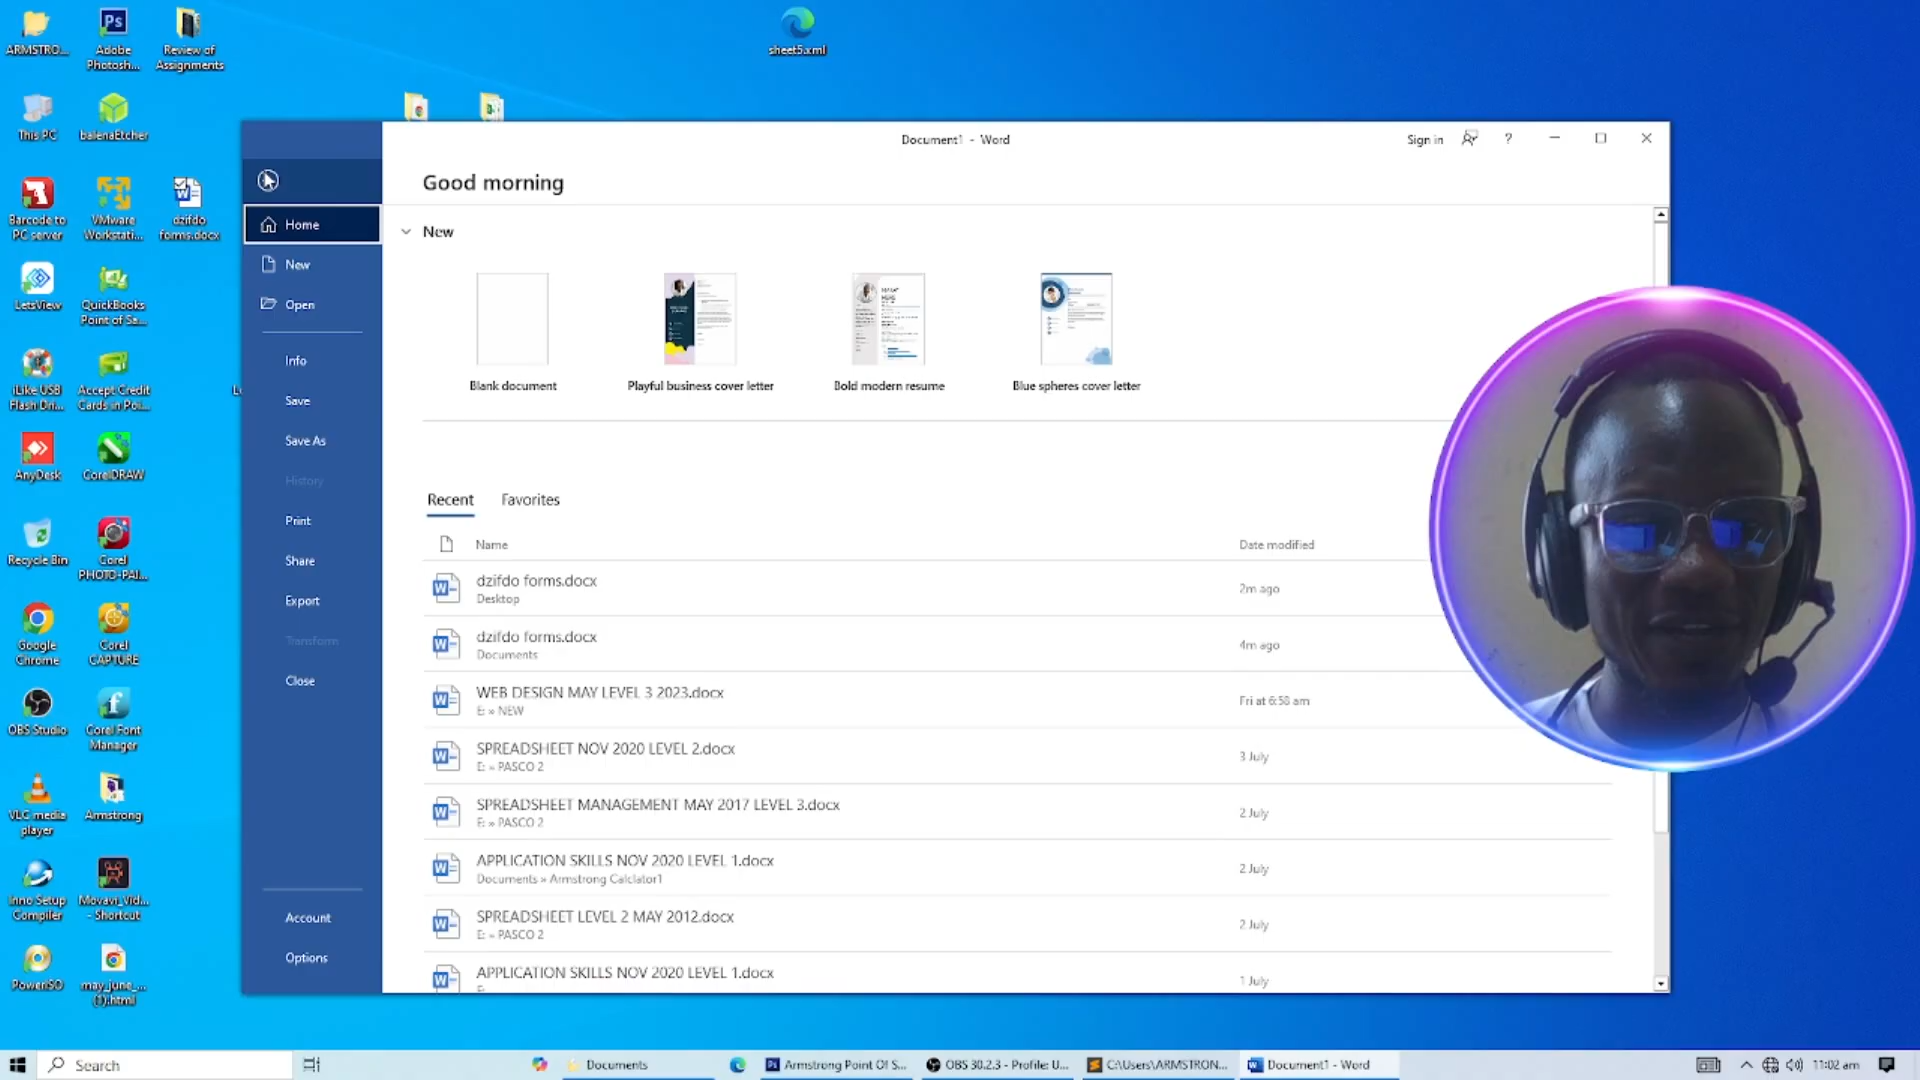 ARMSTRO...
Adobe
Photosh...
Review of
Assignments
sheet5.xml
This PC
balenaEtcher
Barcode to
PC server
VMware
Workstati...
dzifdo
forms.docx
LetsView
QuickBooks
Point of Sa...
iLike USB
Flash Dri...
Accept Credit
Cards in Poi...
AnyDesk
CorelDRAW
Recycle Bin
Corel
PHOTO-PAI...
Google
Chrome
Corel
CAPTURE
OBS Studio
Corel Font
Manager
VLC media
player
Armstrong
Inno Setup
Compiler
Movavi_Vid...
- Shortcut
PowerISO
may_june_...
(1).html
Document1 - Word
Sign in
?
Good morning
Home
New
Open
Info
Save
Save As
History
Print
Share
Export
Transform
Close
Account
Options
New
Blank document
Playful business cover letter
Bold modern resume
Blue spheres cover letter
Recent Favorites
Name Date modified
dzifdo forms.docx
Desktop
2m ago
dzifdo forms.docx
Documents
4m ago
WEB DESIGN MAY LEVEL 3 2023.docx
E: » NEW
Fri at 6:58 am
SPREADSHEET NOV 2020 LEVEL 2.docx
E: » PASCO 2
3 July
SPREADSHEET MANAGEMENT MAY 2017 LEVEL 3.docx
E: » PASCO 2
2 July
APPLICATION SKILLS NOV 2020 LEVEL 1.docx
Documents » Armstrong Calclator1
2 July
SPREADSHEET LEVEL 2 MAY 2012.docx
E: » PASCO 2
2 July
APPLICATION SKILLS NOV 2020 LEVEL 1.docx
1 July
Search
Documents
Armstrong Point Of S...
OBS 30.2.3 - Profile: U...
C:\Users\ARMSTRON...
Document1 - Word
11:02 am